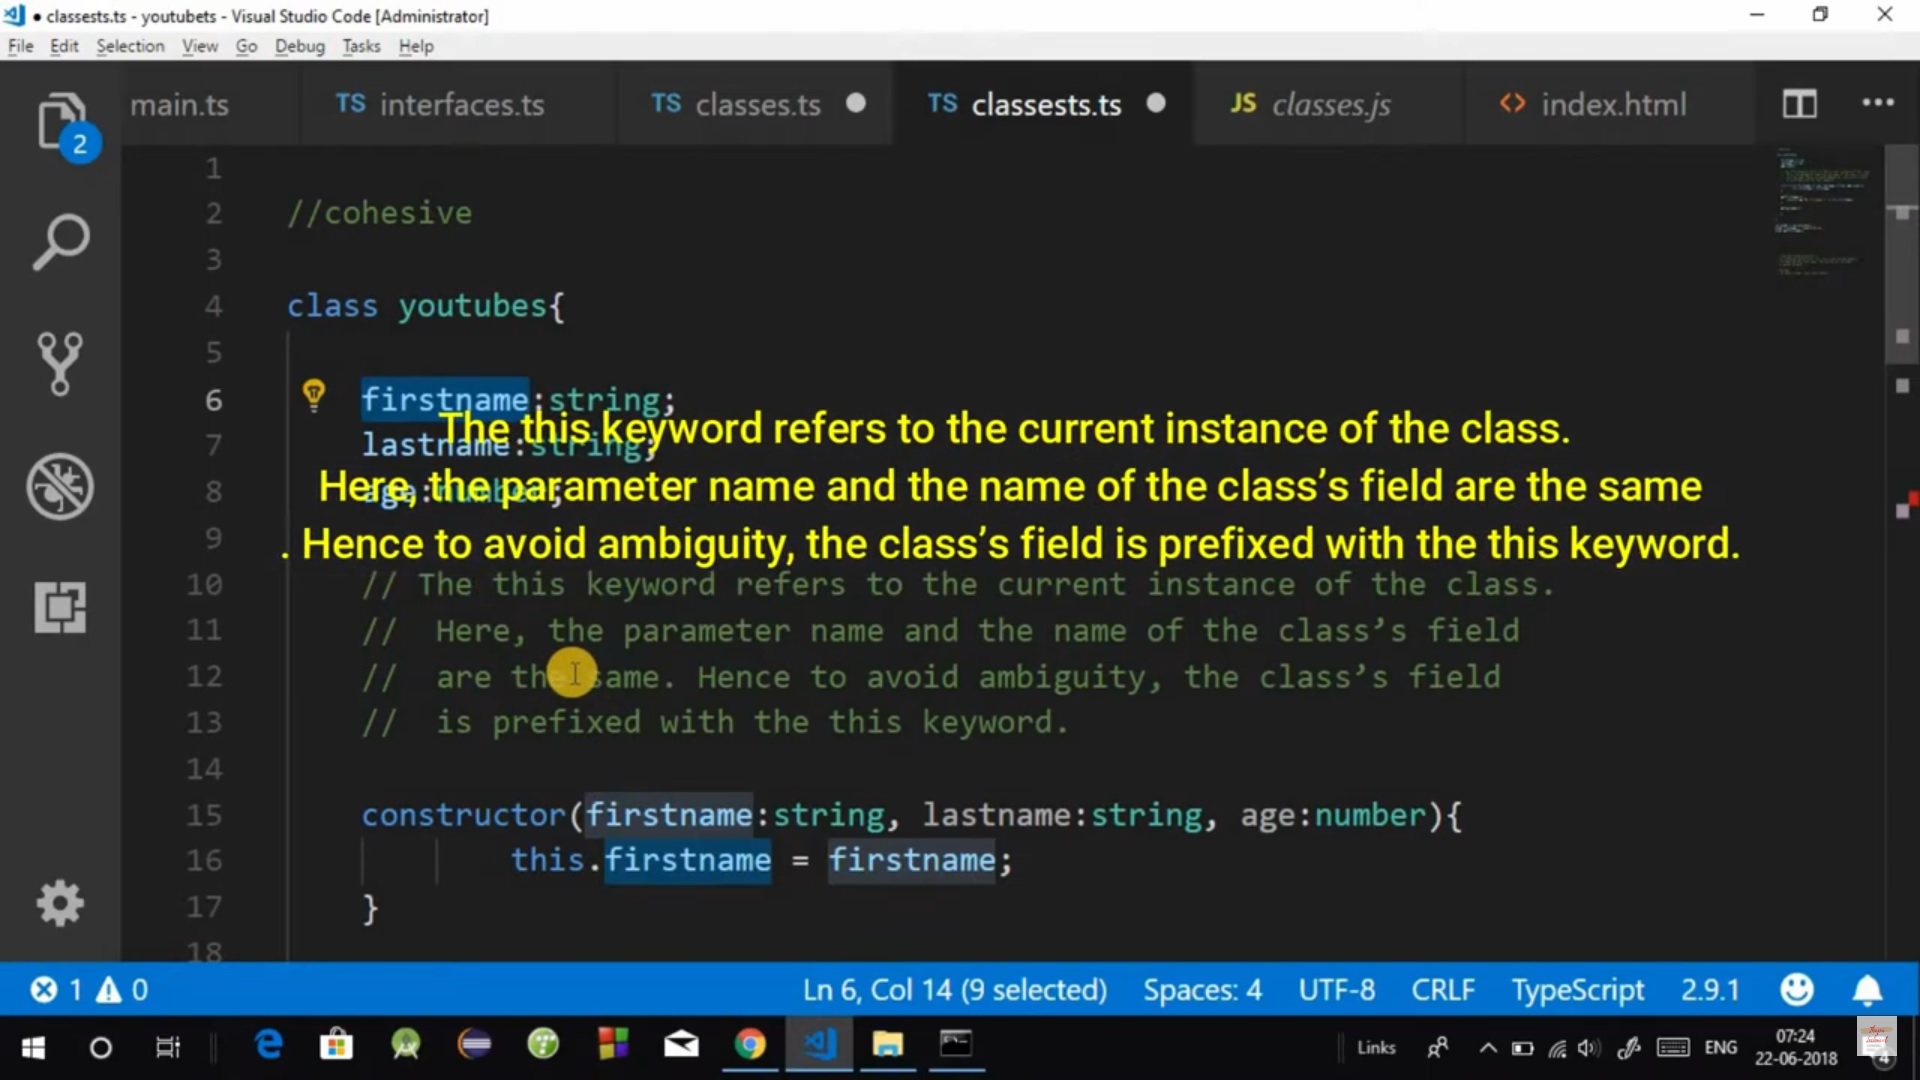 classests.ts - youtubets - Visual Studio Code [Administrator]
File Edit Selection View Go Debug Tasks Help
main.ts TS interfaces.ts TS classes.ts TS classests.ts JS classes.js <> index.html
2
1
2 //cohesive
3
4 class youtubes{
5
6 firstname:string;
The this keyword refers to the current instance of the class.
7 lastname:string;
Here, the parameter name and the name of the class’s field are the same
8 age:number;
. Hence to avoid ambiguity, the class’s field is prefixed with the this keyword.
9
10 // The this keyword refers to the current instance of the class.
11 // Here, the parameter name and the name of the class’s field
12 // are the same. Hence to avoid ambiguity, the class’s field
13 // is prefixed with the this keyword.
14
15 constructor(firstname:string, lastname:string, age:number){
16 this.firstname = firstname;
17 }
18
1 0 Ln 6, Col 14 (9 selected) Spaces: 4 UTF-8 CRLF TypeScript 2.9.1
Links ENG 07:24
22-06-2018 4